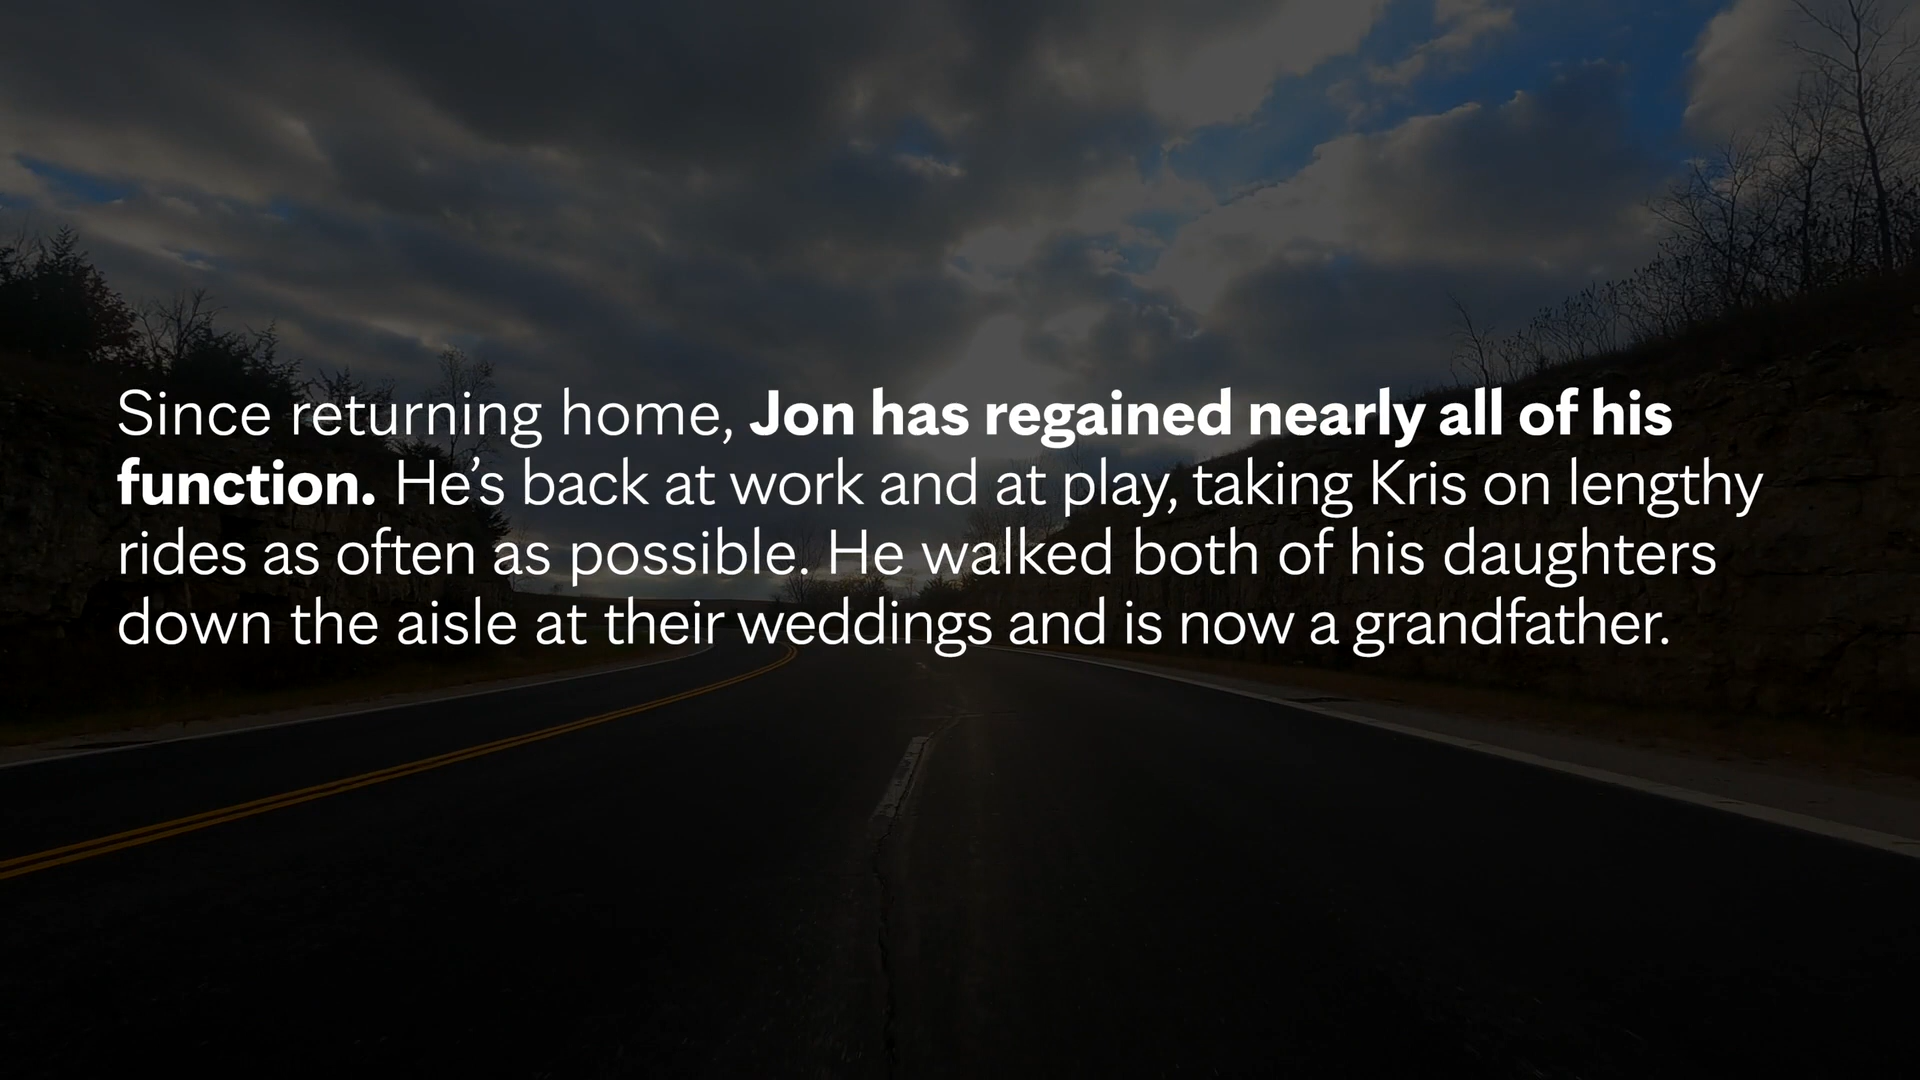 Since returning home, Jon has regained nearly all of his
function. He’s back at work and at play, taking Kris on lengthy
rides as often as possible. He walked both of his daughters
down the aisle at their weddings and is now a grandfather.